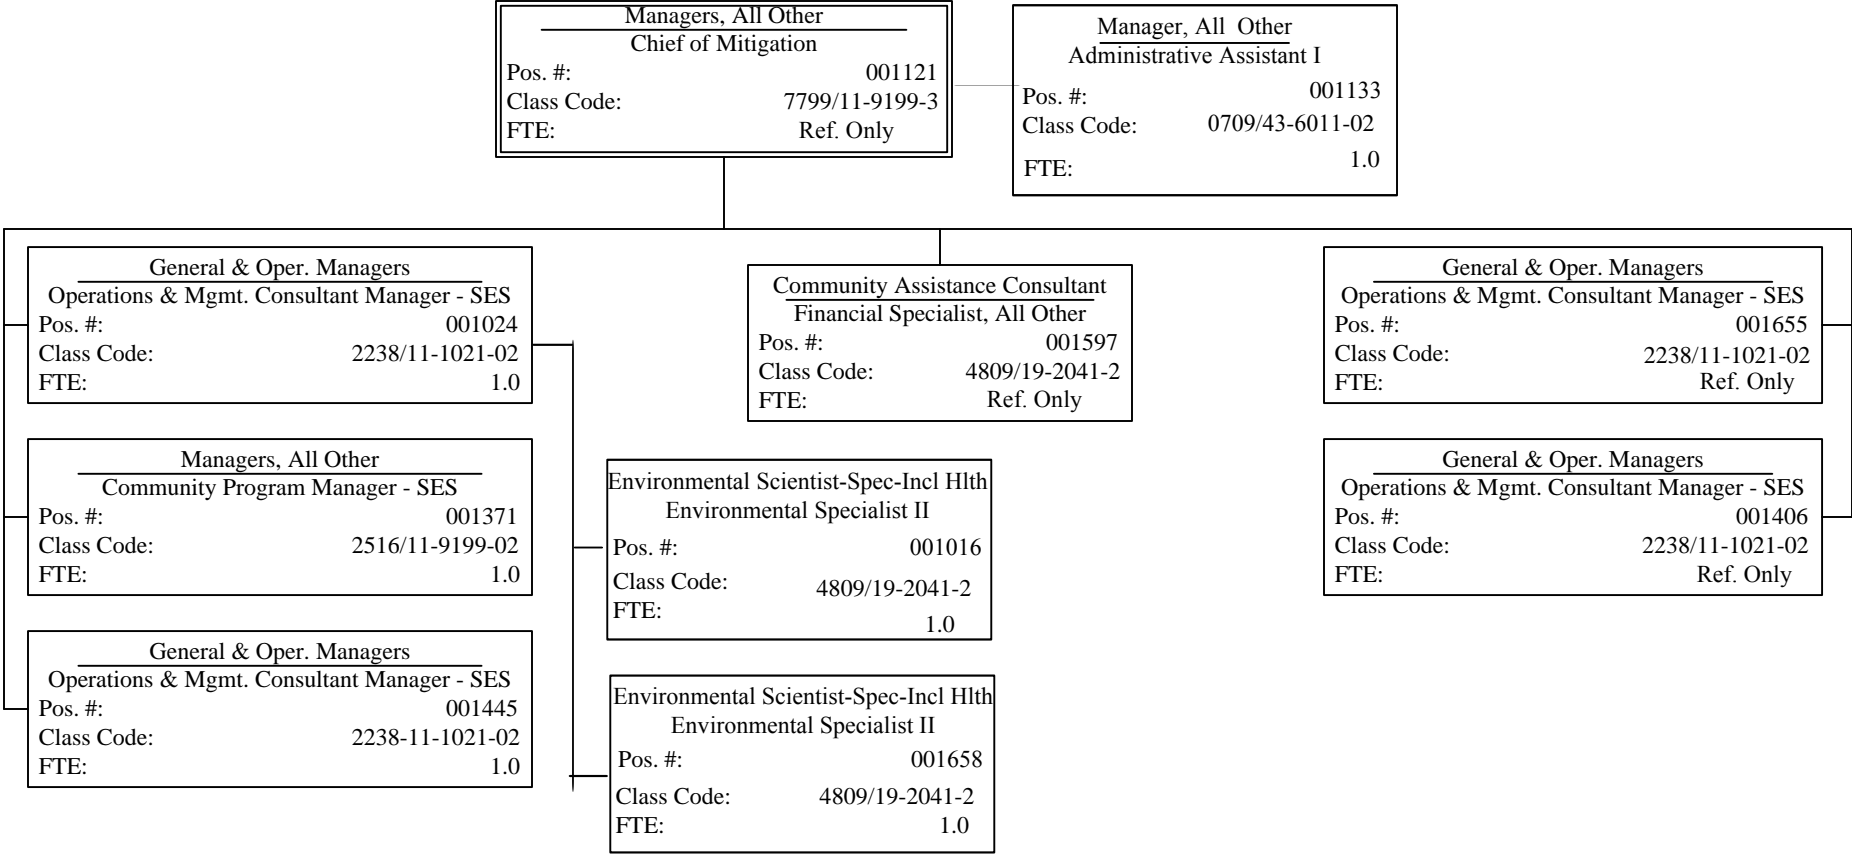 Managers, All Other
Chief of Mitigation
Pos. #: 001121
Class Code: 7799/11-9199-3
FTE: Ref. Only
Manager, All Other
Administrative Assistant I
Pos. #: 001133
Class Code: 0709/43-6011-02
FTE: 1.0
General & Oper. Managers
Operations & Mgmt. Consultant Manager - SES
Pos. #: 001024
Class Code: 2238/11-1021-02
FTE: 1.0
Community Assistance Consultant
Financial Specialist, All Other
Pos. #: 001597
Class Code: 4809/19-2041-2
FTE: Ref. Only
General & Oper. Managers
Operations & Mgmt. Consultant Manager - SES
Pos. #: 001655
Class Code: 2238/11-1021-02
FTE: Ref. Only
Managers, All Other
Community Program Manager - SES
Pos. #: 001371
Class Code: 2516/11-9199-02
FTE: 1.0
Environmental Scientist-Spec-Incl Hlth
Environmental Specialist II
Pos. #: 001016
Class Code: 4809/19-2041-2
FTE: 1.0
General & Oper. Managers
Operations & Mgmt. Consultant Manager - SES
Pos. #: 001406
Class Code: 2238/11-1021-02
FTE: Ref. Only
General & Oper. Managers
Operations & Mgmt. Consultant Manager - SES
Pos. #: 001445
Class Code: 2238-11-1021-02
FTE: 1.0
Environmental Scientist-Spec-Incl Hlth
Environmental Specialist II
Pos. #: 001658
Class Code: 4809/19-2041-2
FTE: 1.0